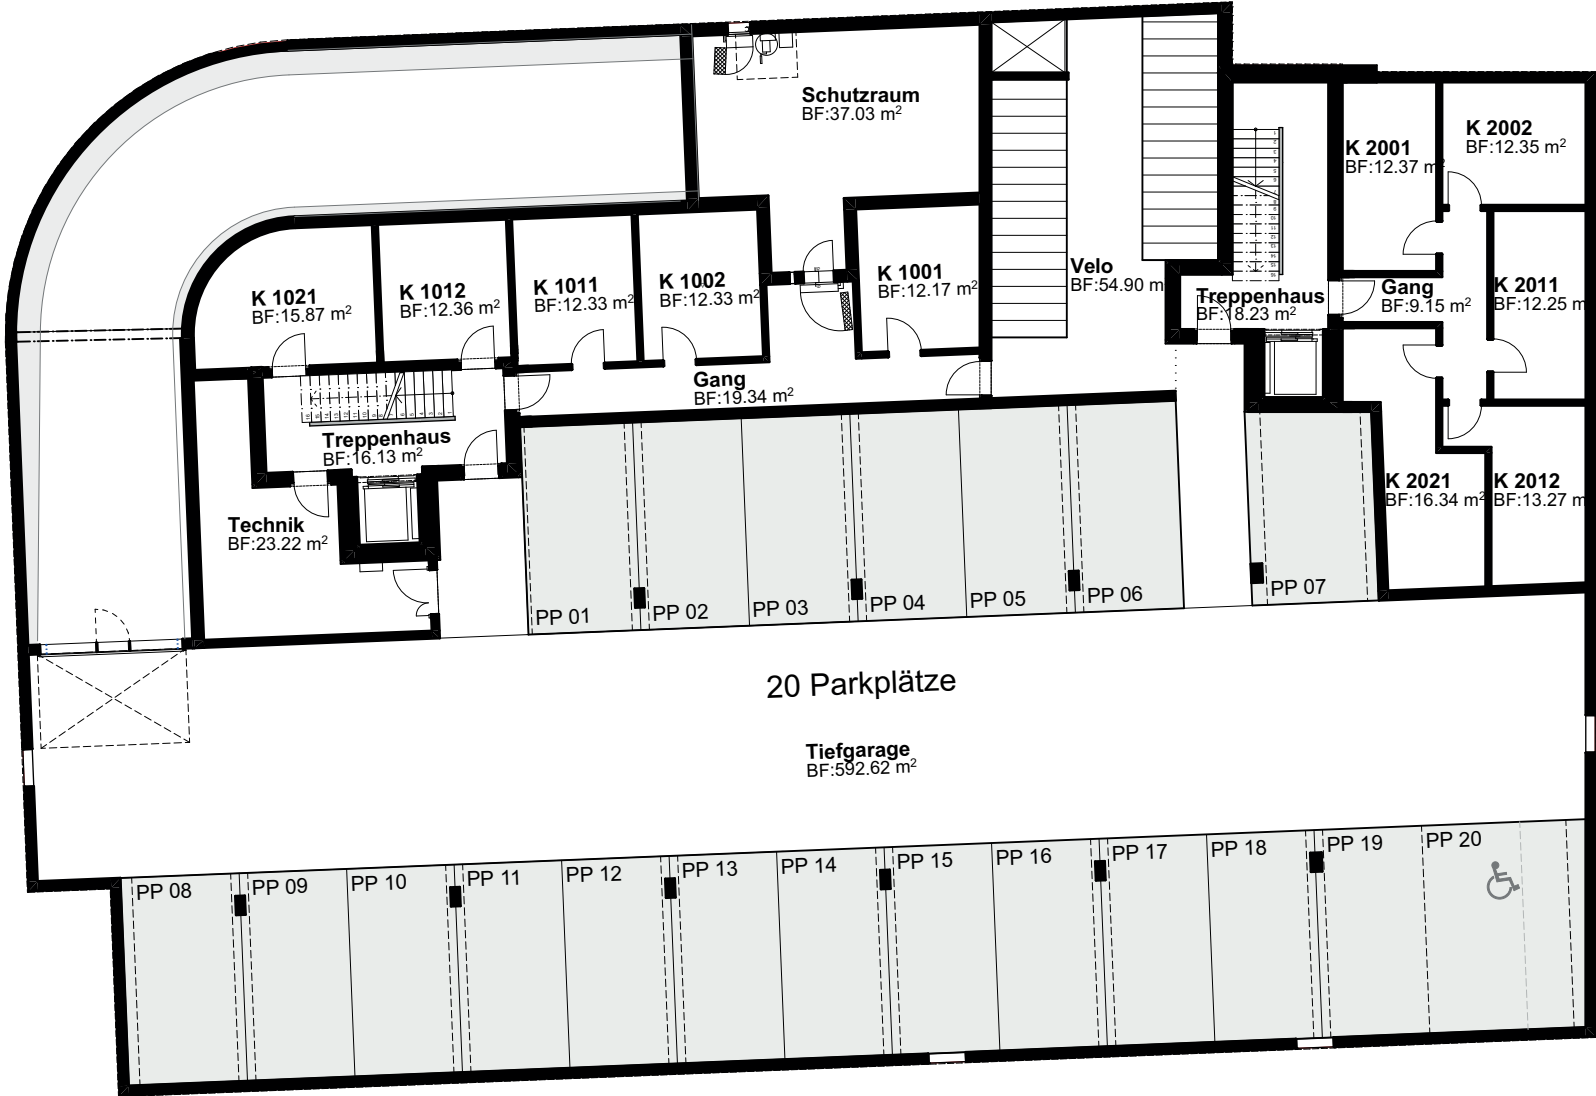 Schutzraum
BF:37.03 m²
K 2001
BF:12.37 m²
K 2002
BF:12.35 m²
K 1021
BF:15.87 m²
K 1012
BF:12.36 m²
K 1011
BF:12.33 m²
K 1002
BF:12.33 m²
K 1001
BF:12.17 m²
Velo
BF:54.90 m
Treppenhaus
BF:18.23 m²
Gang
BF:9.15 m²
K 2011
BF:12.25 m
Gang
BF:19.34 m²
Treppenhaus
BF:16.13 m²
Technik
BF:23.22 m²
K 2021
BF:16.34 m²
K 2012
BF:13.27 m
PP 01
PP 02
PP 03
PP 04
PP 05
PP 06
PP 07
20 Parkplätze
Tiefgarage
BF:592.62 m²
PP 08
PP 09
PP 10
PP 11
PP 12
PP 13
PP 14
PP 15
PP 16
PP 17
PP 18
PP 19
PP 20